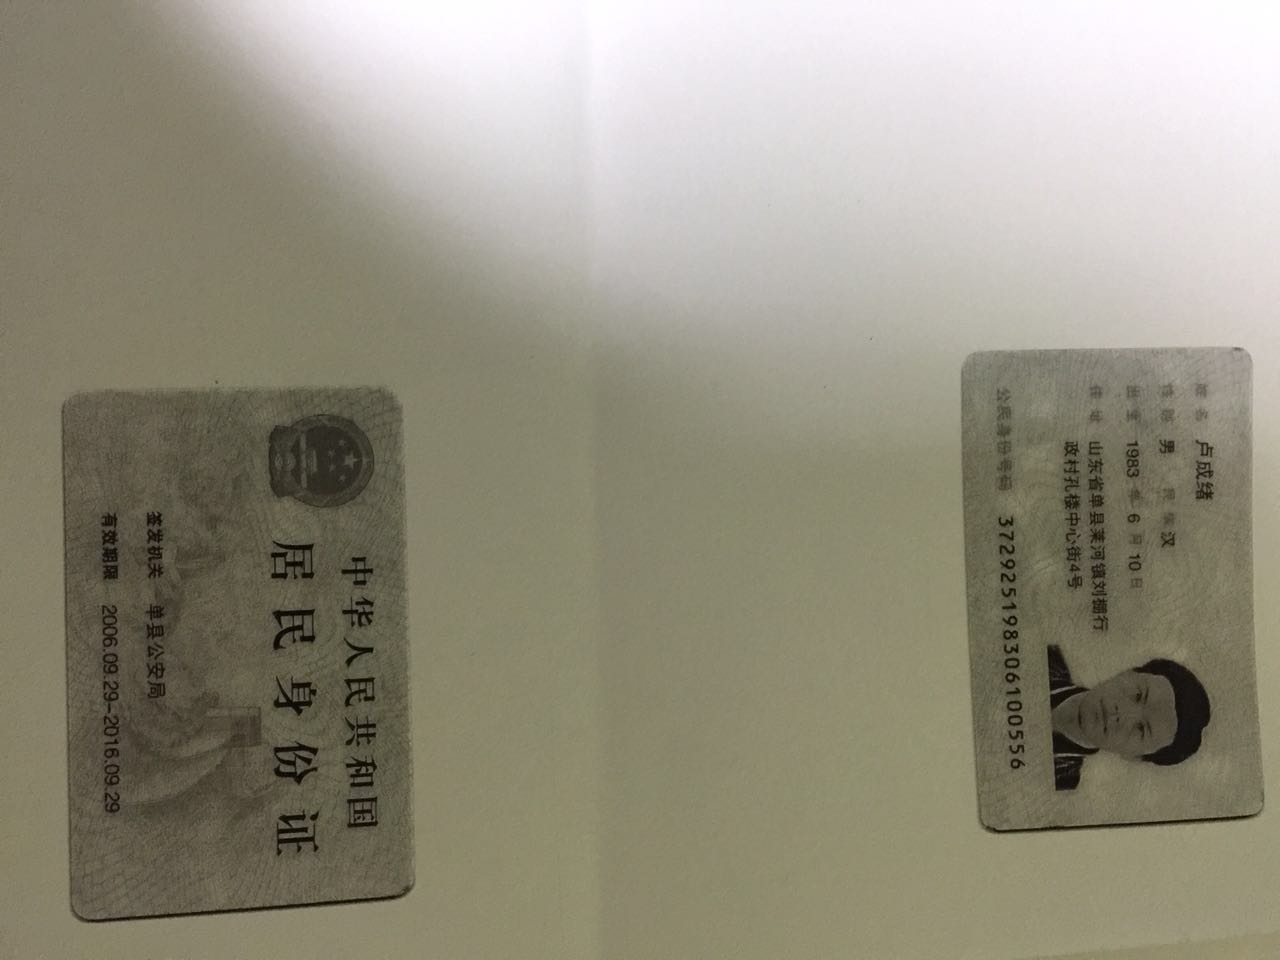 中华人民共和国
居民身份证
签发机关 单县公安局
有效期限 2006.09.29-2016.09.29
姓名 卢成绪
性别 男 民族 汉
出生 1983 年 6 月 10 日
住址 山东省单县莱河镇刘棚行
政村孔楼中心街4号
公民身份号码 372925198306100556